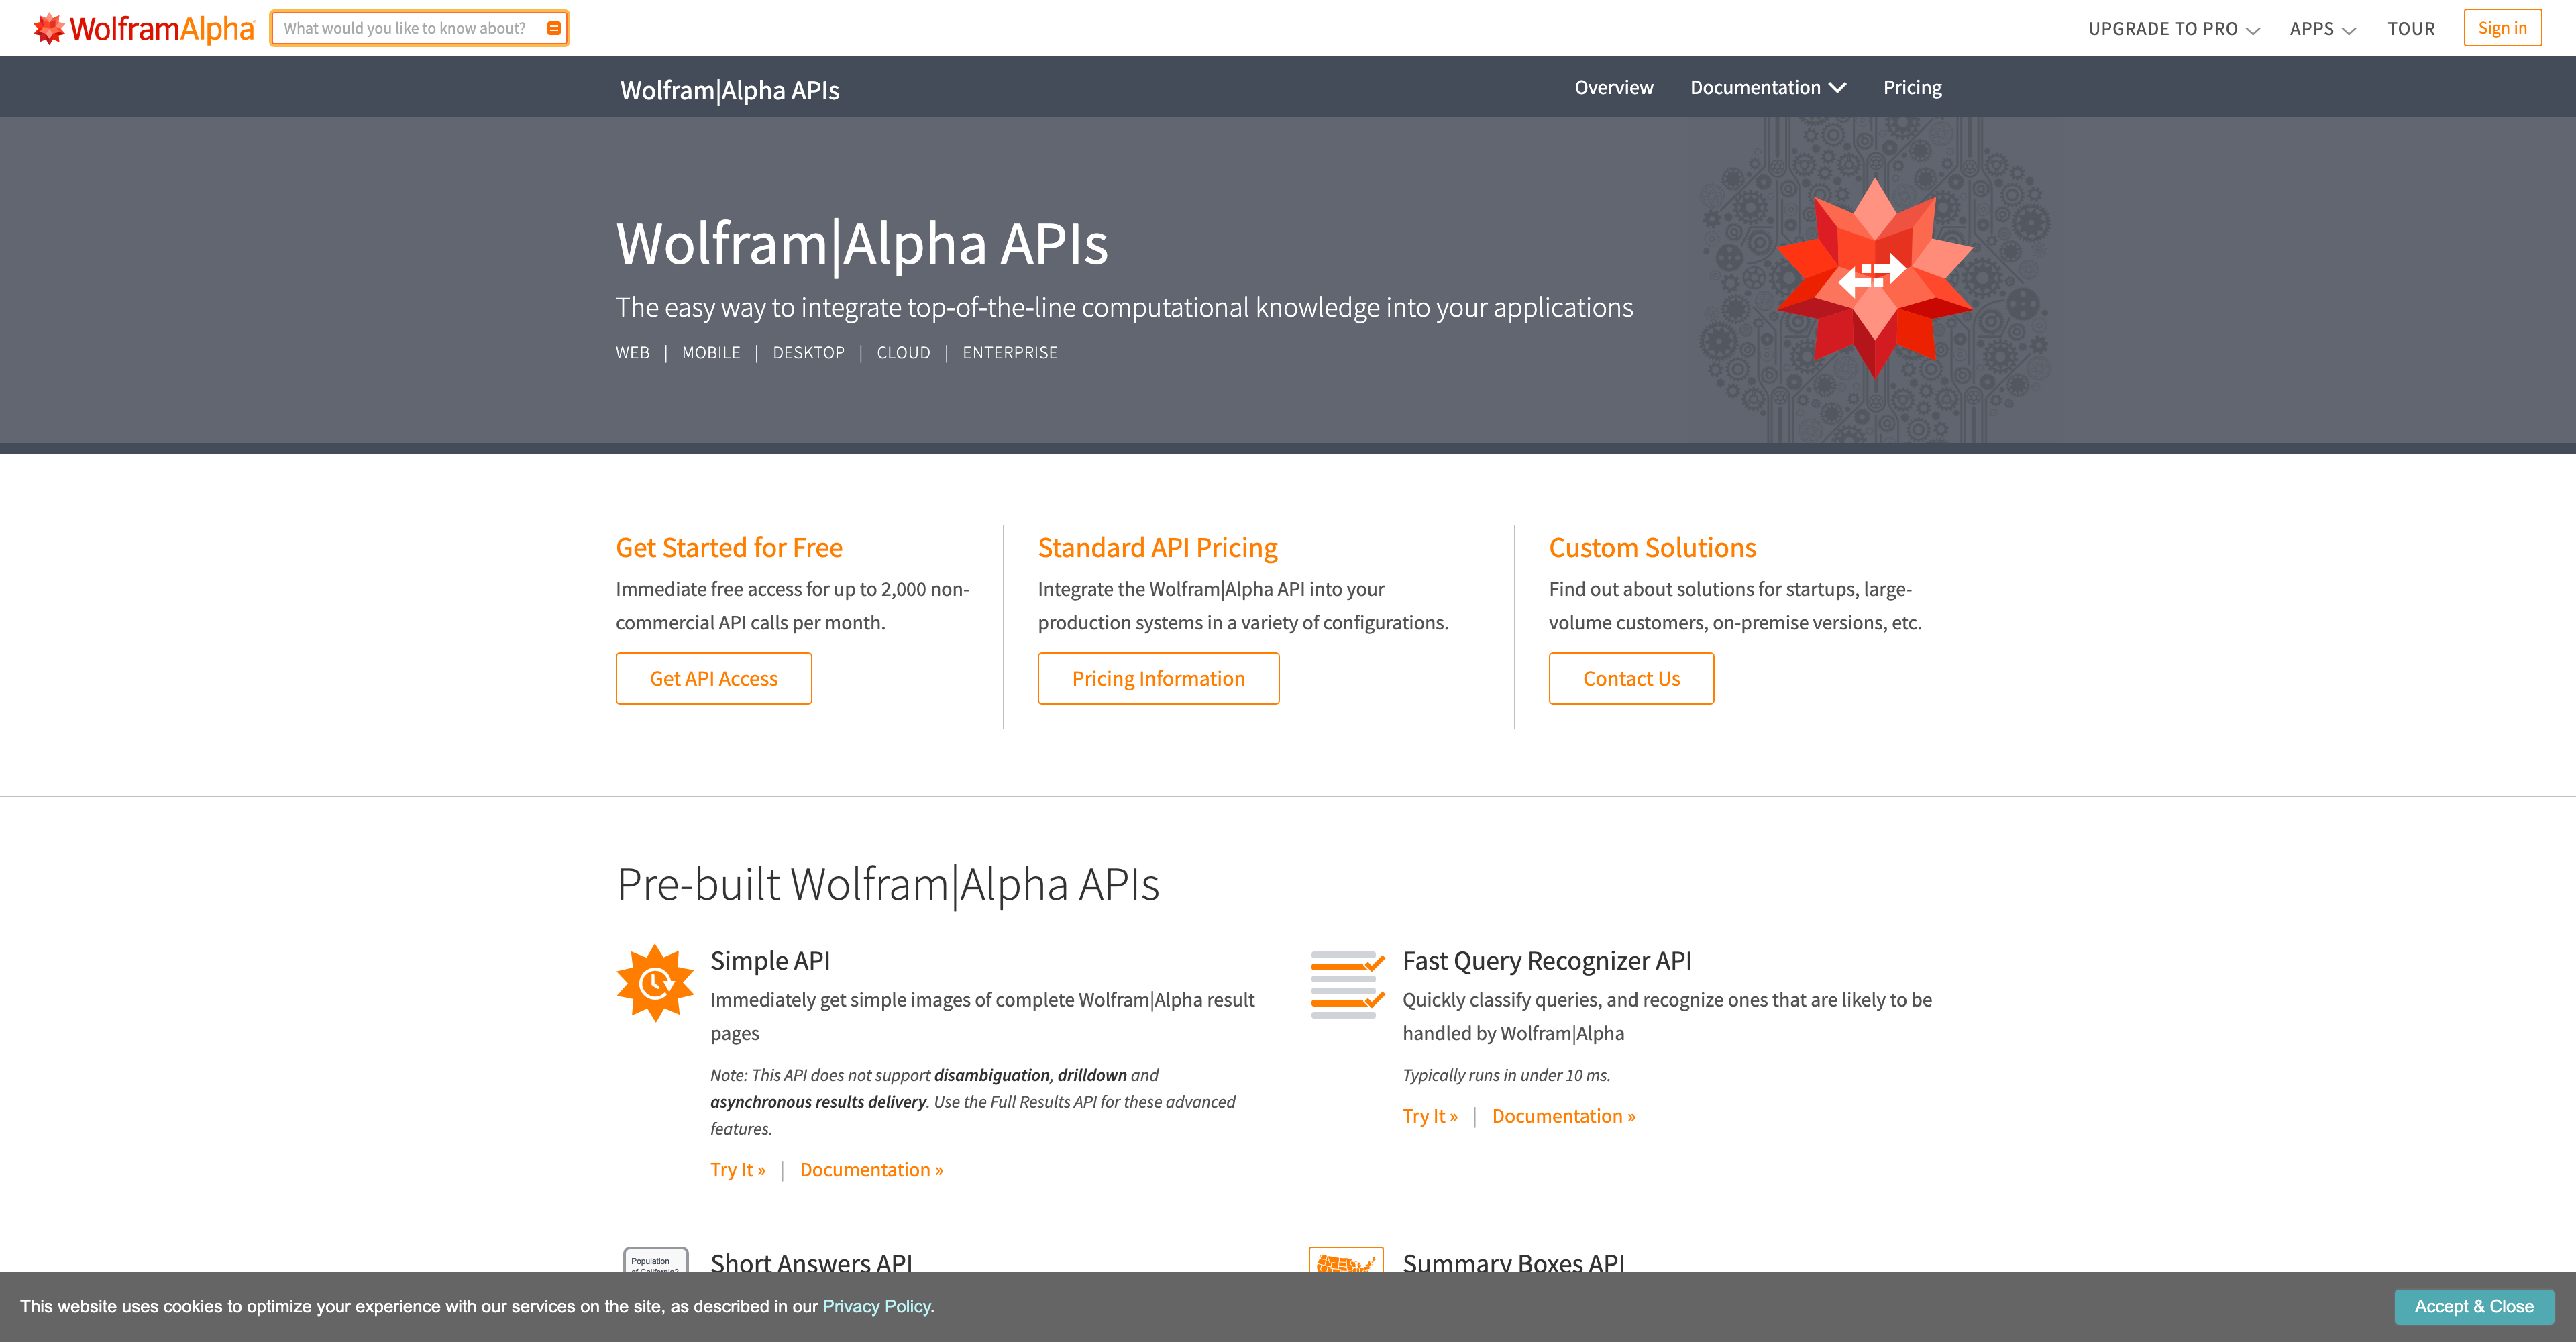 WolframAlpha
What would you like to know about?
UPGRADE TO PRO
APPS
TOUR
Sign in
Wolfram|Alpha APIs
Overview
Documentation
Pricing
Wolfram|Alpha APIs
The easy way to integrate top-of-the-line computational knowledge into your applications
WEB | MOBILE | DESKTOP | CLOUD | ENTERPRISE
Get Started for Free
Immediate free access for up to 2,000 non-
commercial API calls per month.
Get API Access
Standard API Pricing
Integrate the Wolfram|Alpha API into your
production systems in a variety of configurations.
Pricing Information
Custom Solutions
Find out about solutions for startups, large-
volume customers, on-premise versions, etc.
Contact Us
Pre-built Wolfram|Alpha APIs
Simple API
Immediately get simple images of complete Wolfram|Alpha result
pages
Note: This API does not support disambiguation, drilldown and
asynchronous results delivery. Use the Full Results API for these advanced
features.
Try It » | Documentation »
Fast Query Recognizer API
Quickly classify queries, and recognize ones that are likely to be
handled by Wolfram|Alpha
Typically runs in under 10 ms.
Try It » | Documentation »
Population
of California?
Short Answers API
Summary Boxes API
This website uses cookies to optimize your experience with our services on the site, as described in our Privacy Policy.
Accept & Close